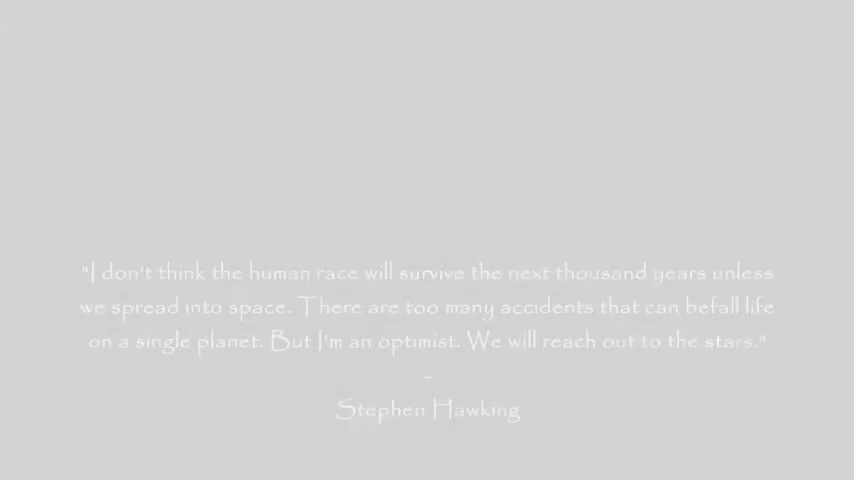 "I don't think the human race will survive the next thousand years unless
we spread into space. There are too many accidents that can befall life
on a single planet. But I'm an optimist. We will reach out to the stars."
-
Stephen Hawking